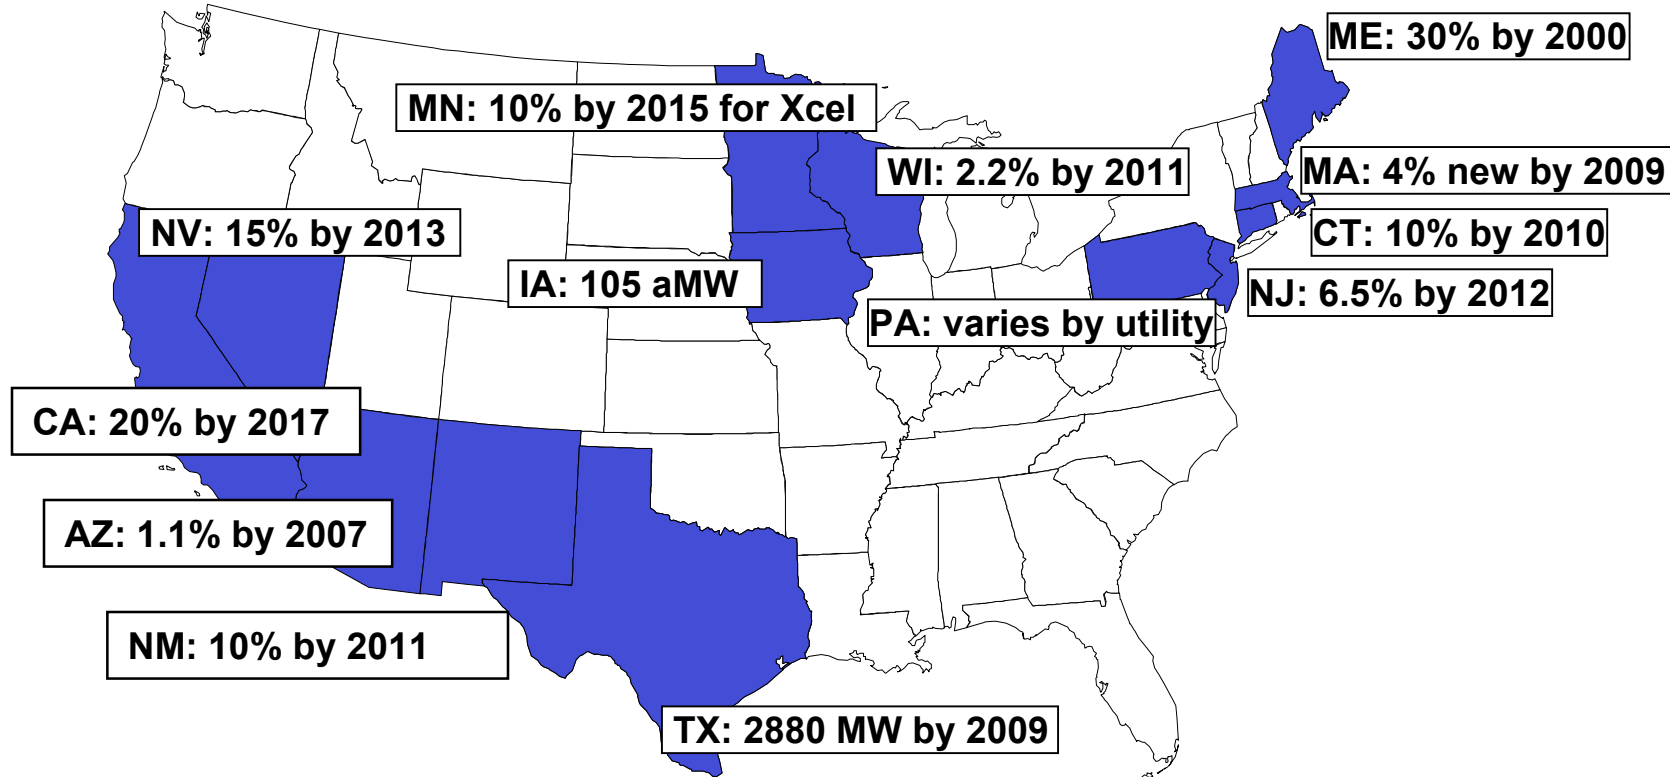 ME: 30% by 2000
MN: 10% by 2015 for Xcel
WI: 2.2% by 2011
MA: 4% new by 2009
NV: 15% by 2013
CT: 10% by 2010
IA: 105 aMW
NJ: 6.5% by 2012
PA: varies by utility
CA: 20% by 2017
AZ: 1.1% by 2007
NM: 10% by 2011
TX: 2880 MW by 2009